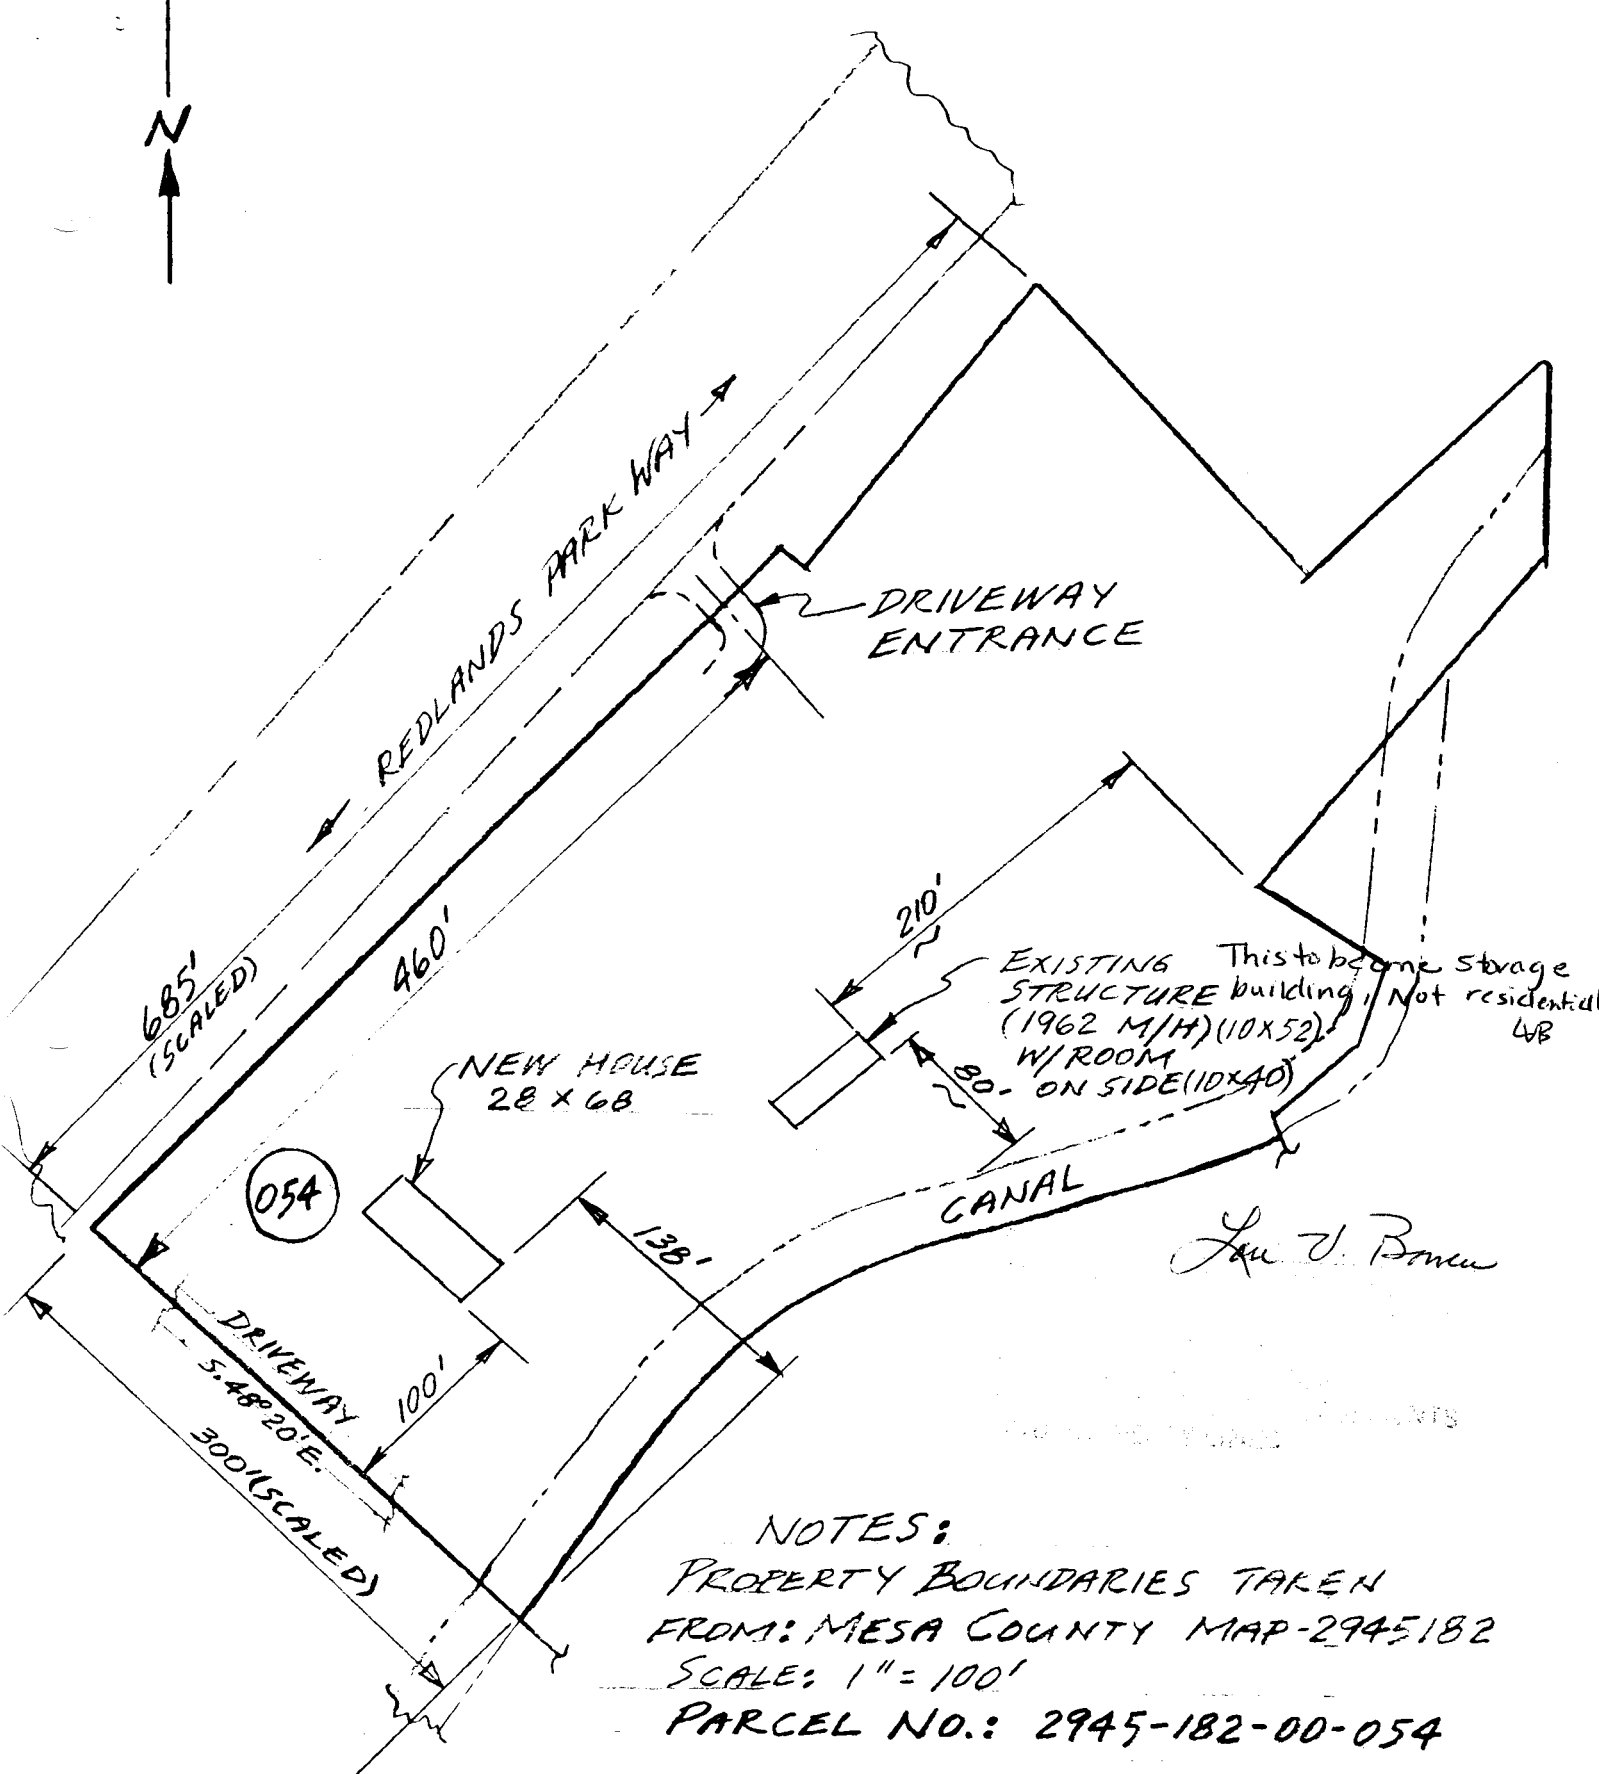 N
REDLANDS PARK WAY
DRIVEWAY
ENTRANCE
685'
(SCALED)
460'
210'
EXISTING
STRUCTURE
(1962 M/H)(10X52)
W/ROOM
ON SIDE(10X40)
This to become Storage
building, Not residential
80
NEW HOUSE
28 X 68
054
138'
CANAL
DRIVEWAY
S.48°20'E.
100'
300'(SCALED)
NOTES:
PROPERTY BOUNDARIES TAKEN
FROM: MESA COUNTY MAP-2945182
SCALE: 1"=100'
PARCEL NO.: 2945-182-00-054